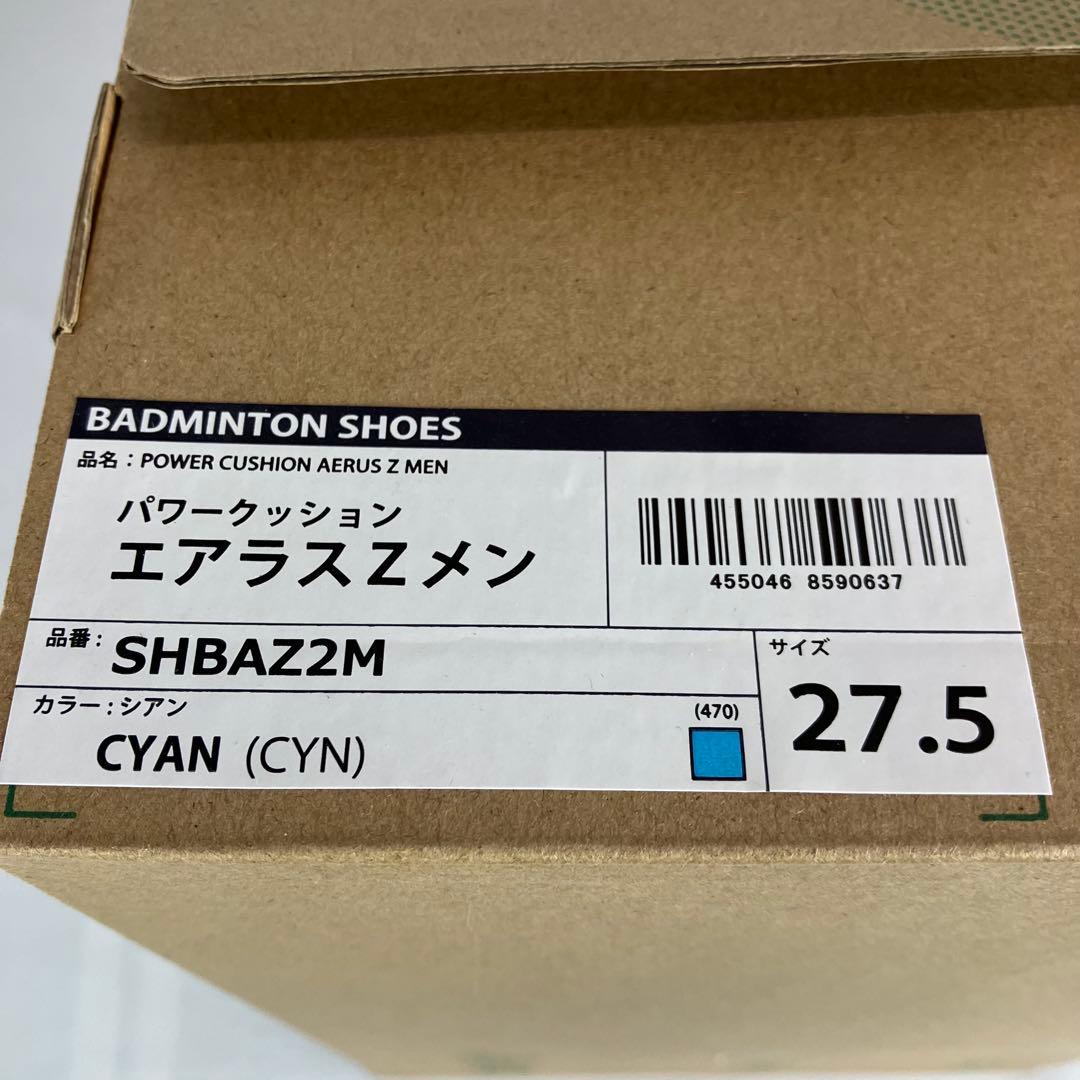 BADMINTON SHOES
品名：POWER CUSHION AERUS Z MEN
パワークッション
エアラスZメン
455046 8590637
品番：
SHBAZ2M
カラー：シアン
CYAN (CYN)
(470)
サイズ
27.5